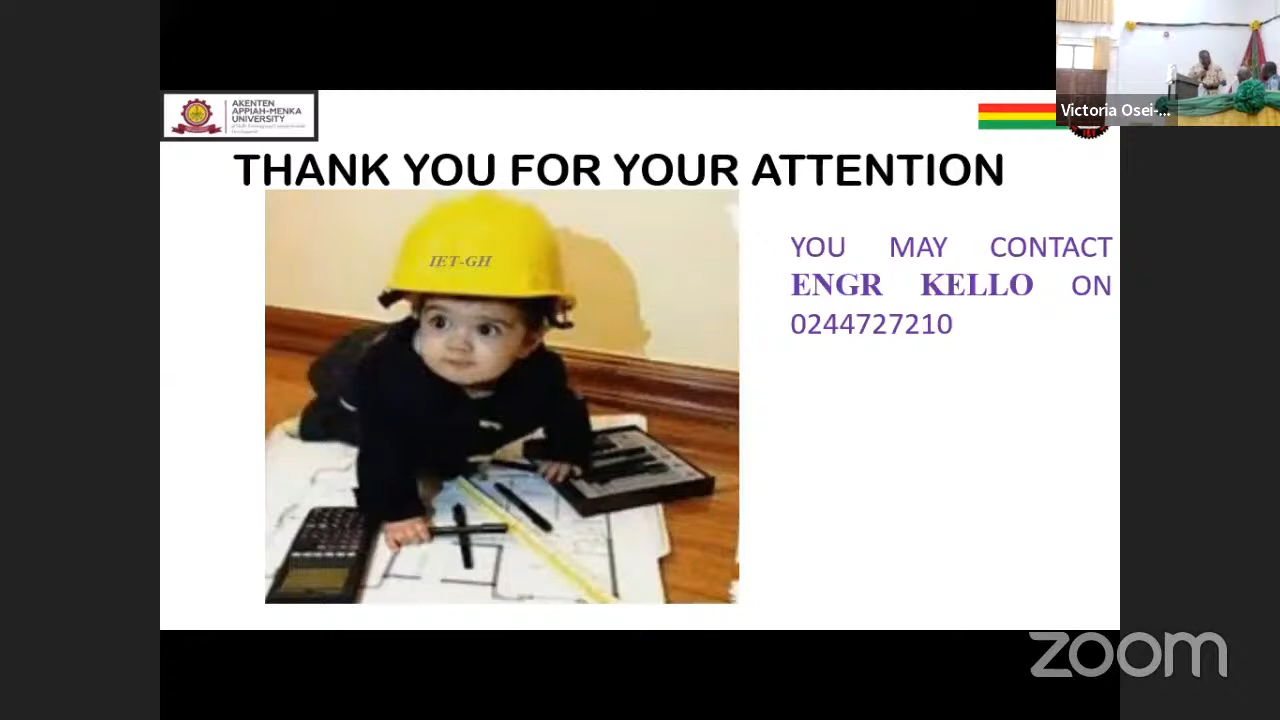 AKENTEN
APPIAH-MENKA
UNIVERSITY
Victoria Osei-...
THANK YOU FOR YOUR ATTENTION
IET-GH
YOU MAY CONTACT
ENGR KELLO ON
0244727210
zoom